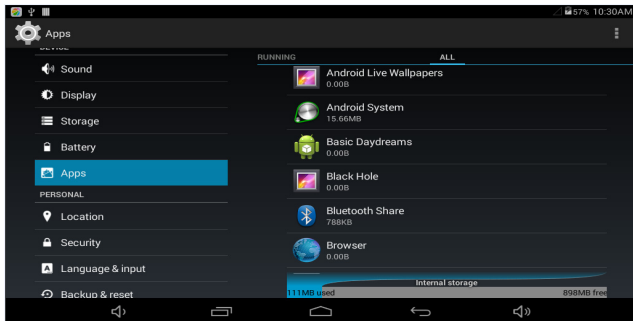 57% 10:30AM
Apps
DEVICE
Sound
Display
Storage
Battery
Apps
PERSONAL
Location
Security
Language & input
Backup & reset
RUNNING
ALL
Android Live Wallpapers
0.00B
Android System
15.66MB
Basic Daydreams
0.00B
Black Hole
0.00B
Bluetooth Share
788KB
Browser
0.00B
Internal storage
111MB used
898MB free